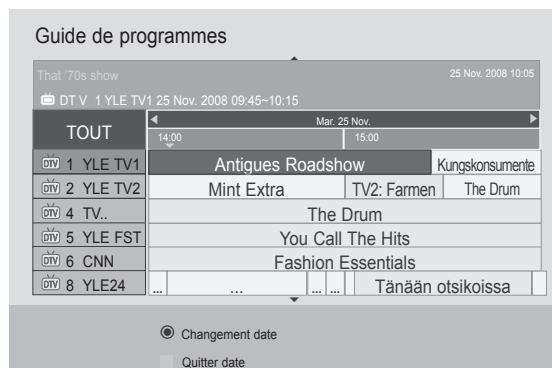 Guide de programmes
That '70s show 25 Nov. 2008 10:05
DT V 1 YLE TV1 25 Nov. 2008 09:45~10:15
TOUT
Mar. 25 Nov.
14:00 15:00
DTV 1 YLE TV1 Antigues Roadshow Kungskonsumente
DTV 2 YLE TV2 Mint Extra TV2: Farmen The Drum
DTV 4 TV.. The Drum
DTV 5 YLE FST You Call The Hits
DTV 6 CNN Fashion Essentials
DTV 8 YLE24 ... ... ... ... Tänään otsikoissa
Changement date
Quitter date